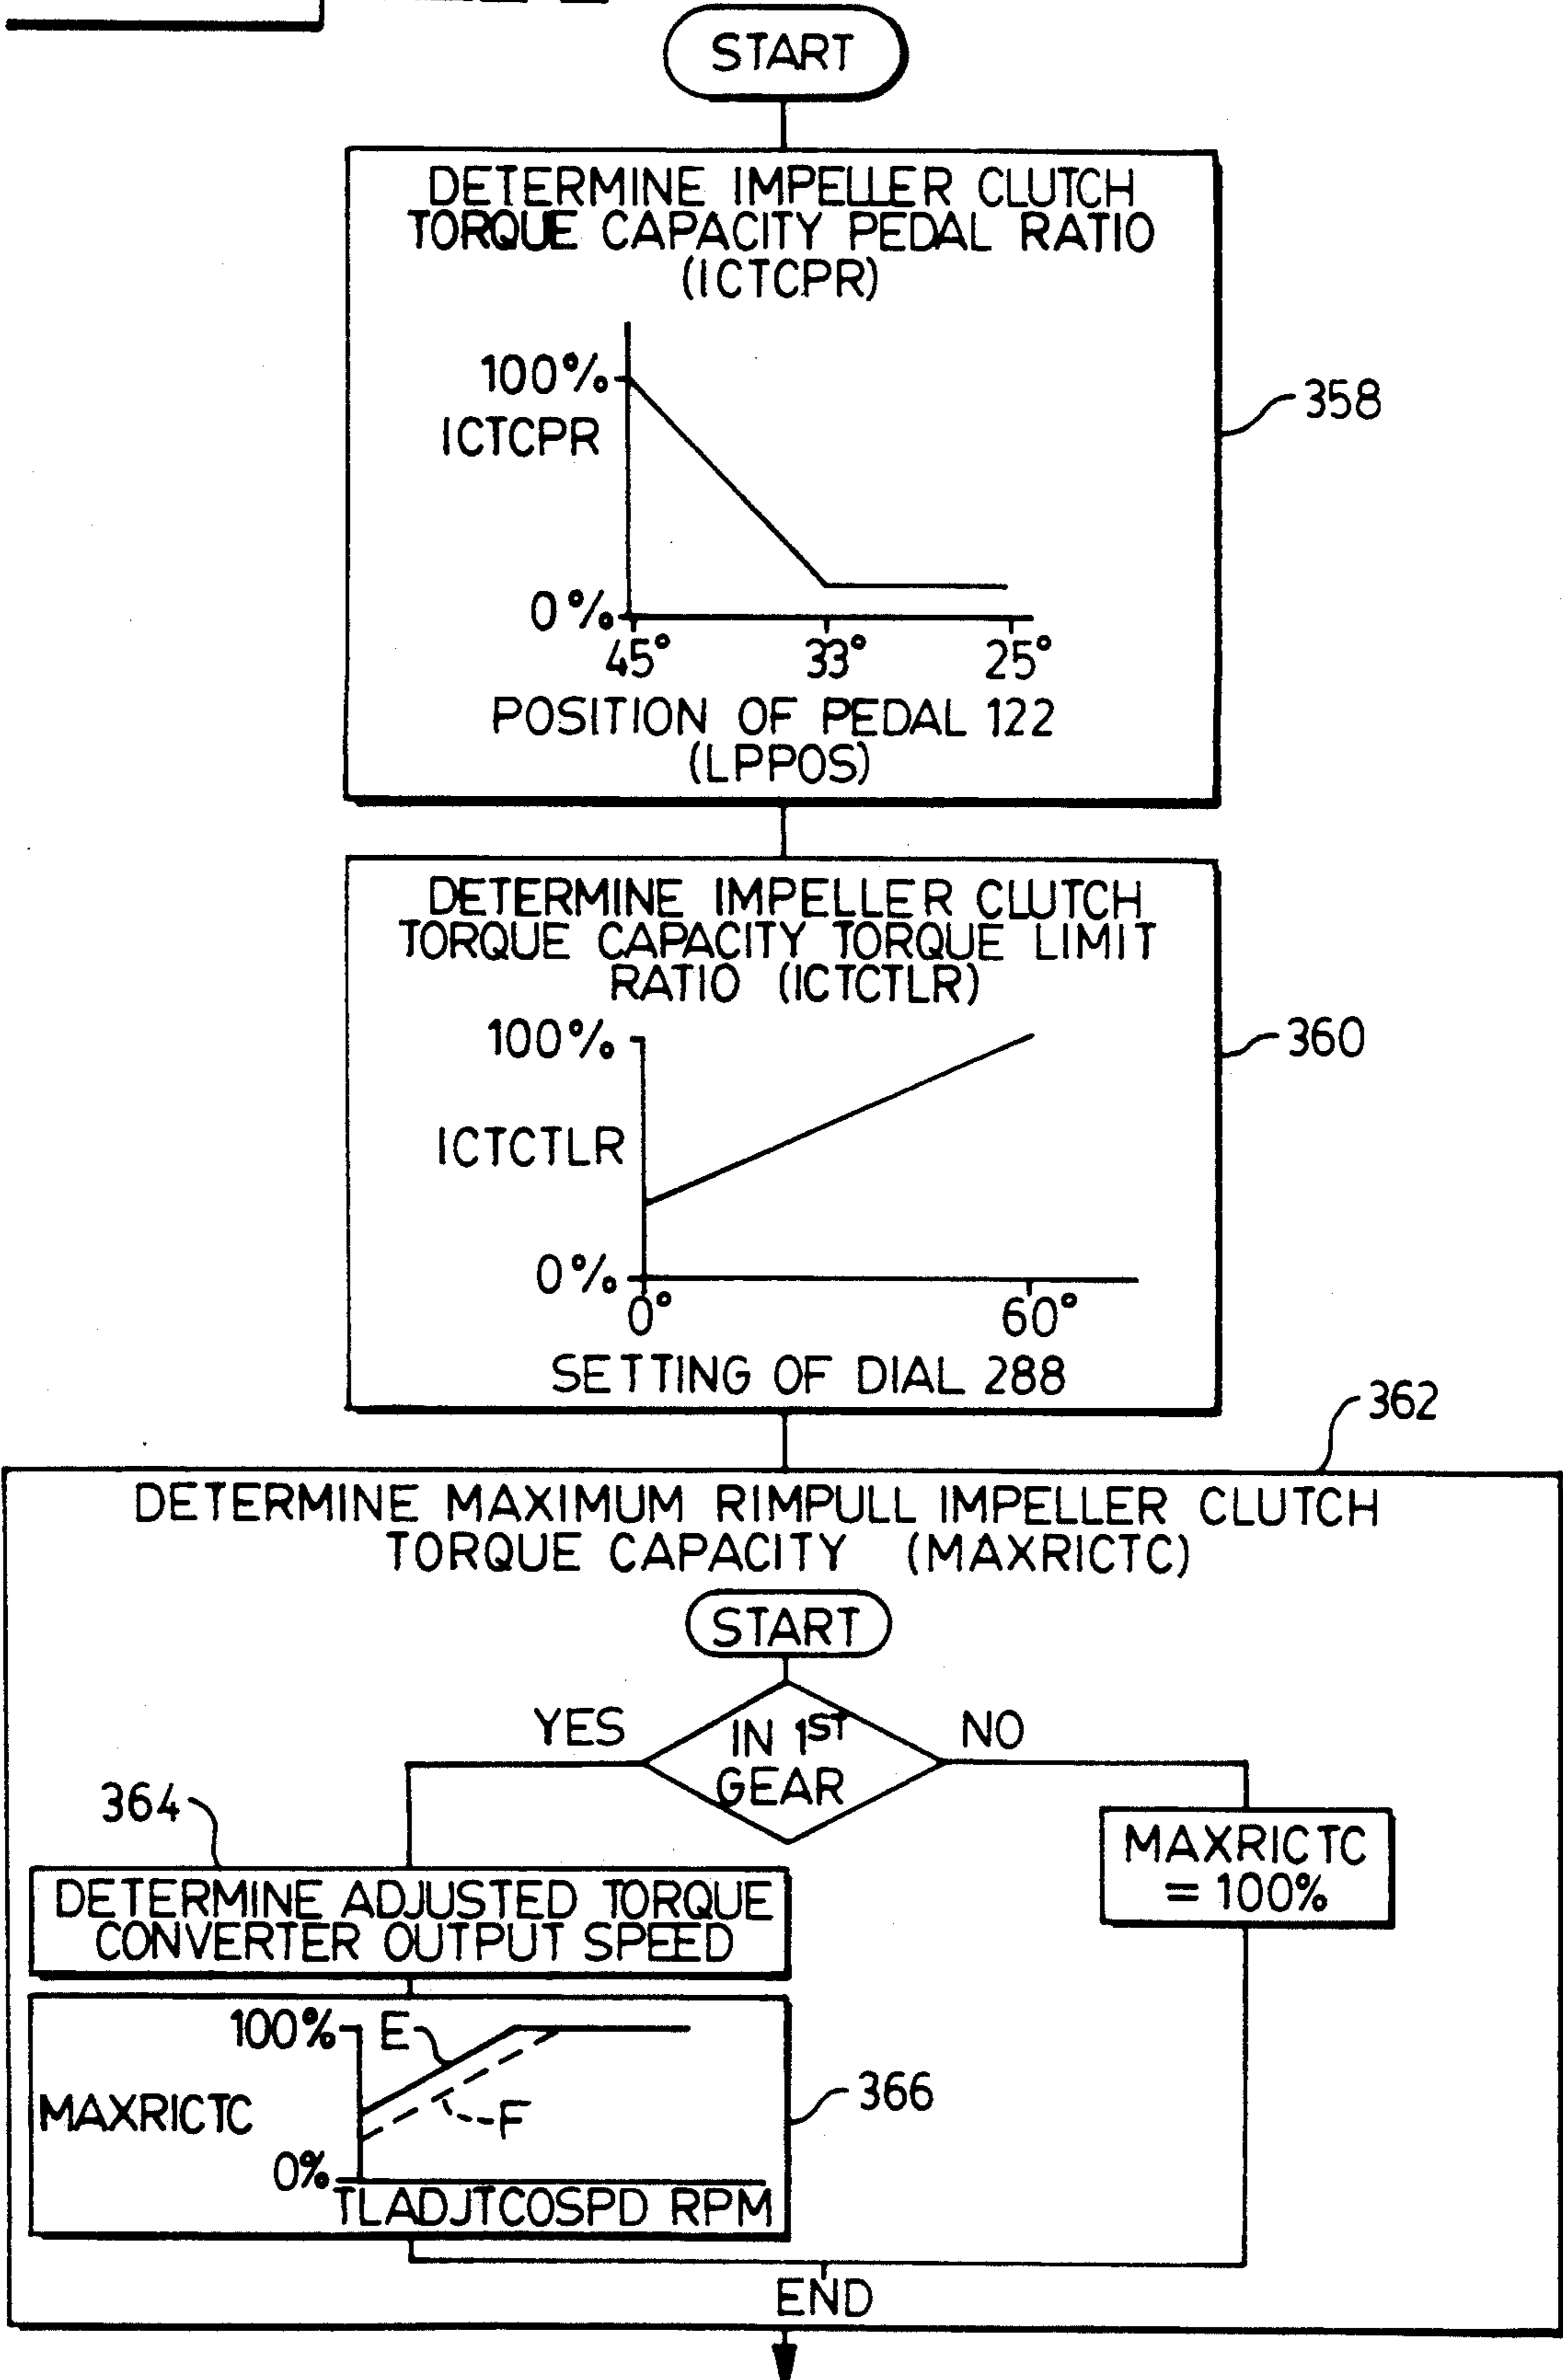 START
DETERMINE IMPELLER CLUTCH
TORQUE CAPACITY PEDAL RATIO
(ICTCPR)
100%
ICTCPR
0%
45° 33° 25°
POSITION OF PEDAL 122
(LPPOS)
358
DETERMINE IMPELLER CLUTCH
TORQUE CAPACITY TORQUE LIMIT
RATIO (ICTCTLR)
100%
ICTCTLR
0%
0° 60°
SETTING OF DIAL 288
360
362
DETERMINE MAXIMUM RIMPULL IMPELLER CLUTCH
TORQUE CAPACITY (MAXRICTC)
START
YES
IN 1ST
GEAR
NO
364
DETERMINE ADJUSTED TORQUE
CONVERTER OUTPUT SPEED
MAXRICTC
= 100%
100%
E
MAXRICTC
F
0%
TLADJTCOSPD RPM
366
END